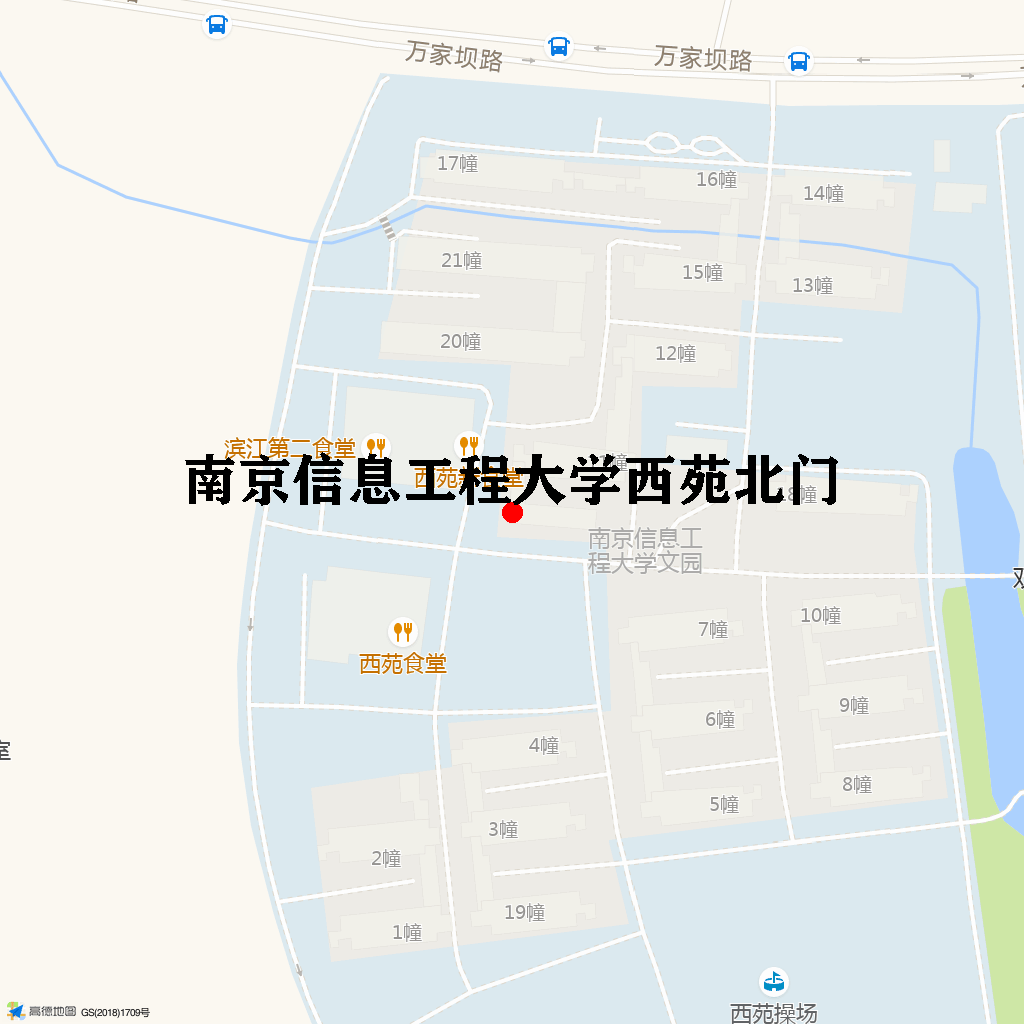 万家坝路
万家坝路
17幢
16幢
14幢
21幢
15幢
13幢
20幢
12幢
滨江第二食堂
南京信息工程大学西苑北门
18幢
南京信息工
程大学文园
10幢
7幢
西苑食堂
9幢
6幢
4幢
8幢
5幢
3幢
2幢
19幢
1幢
西苑操场
高德地图 GS(2018)1709号